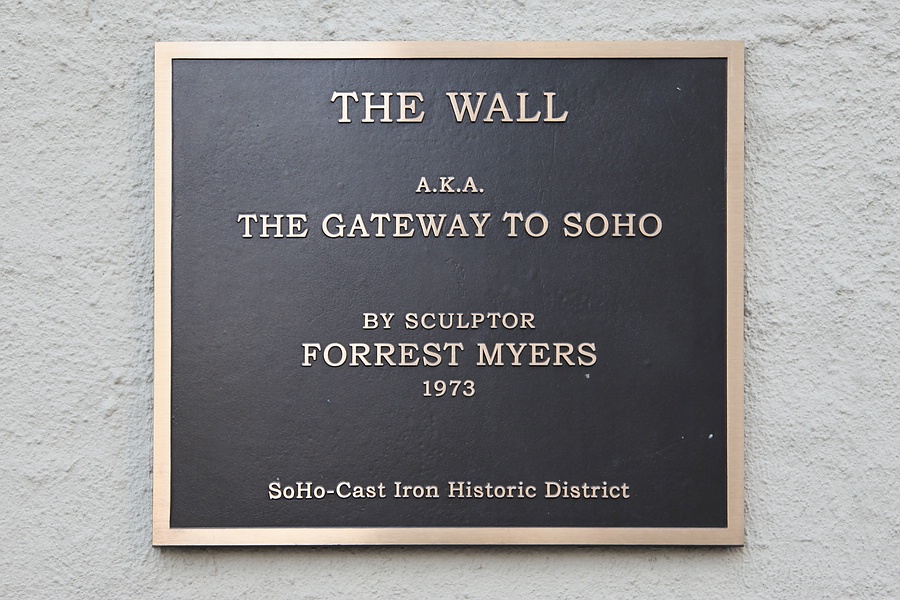 THE WALL
A.K.A.
THE GATEWAY TO SOHO
BY SCULPTOR
FORREST MYERS
1973
SoHo-Cast Iron Historic District